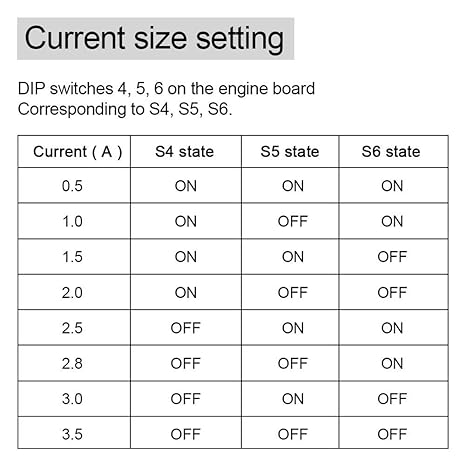 Current size setting
DIP switches 4, 5, 6 on the engine board
Corresponding to S4, S5, S6.
Current ( A ) S4 state S5 state S6 state
0.5 ON ON ON
1.0 ON OFF ON
1.5 ON ON OFF
2.0 ON OFF OFF
2.5 OFF ON ON
2.8 OFF OFF ON
3.0 OFF ON OFF
3.5 OFF OFF OFF